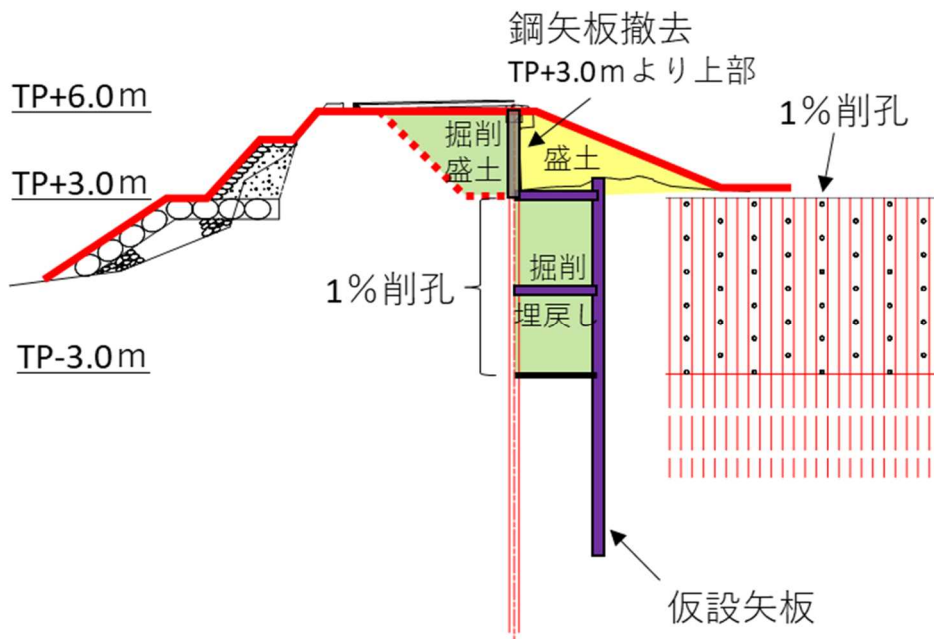 鋼矢板撤去
TP+3.0ｍより上部
TP+6.0ｍ
1％削孔
掘削
盛土
盛土
TP+3.0ｍ
掘削
1％削孔
埋戻し
TP-3.0ｍ
仮設矢板